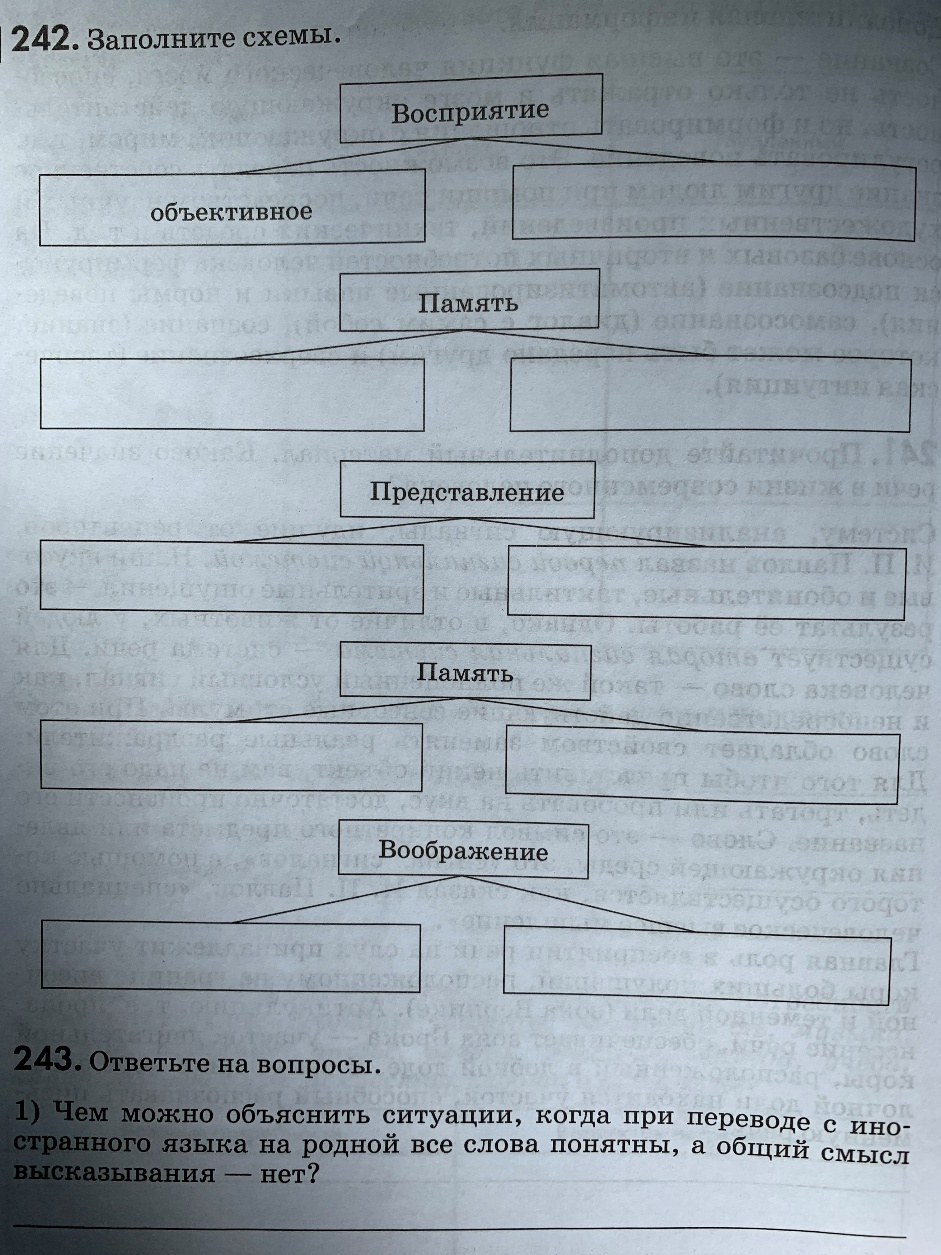 242. Заполните схемы.
Восприятие
объективное
Память
Представление
Память
Воображение
243. Ответьте на вопросы.
1) Чем можно объяснить ситуации, когда при переводе с ино-
странного языка на родной все слова понятны, а общий смысл
высказывания — нет?